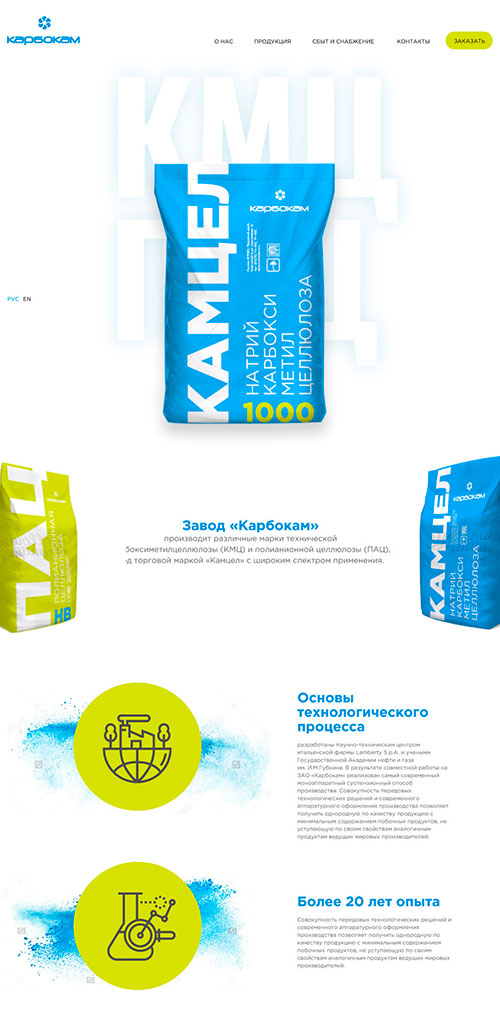 карбокам
О НАС ПРОДУКЦИЯ СБЫТ И СНАБЖЕНИЕ КОНТАКТЫ ЗАКАЗАТЬ
КМЦ
КАМЦЕЛ
карбокам
НАТРИЙ
КАРБОКСИ
МЕТИЛ
ЦЕЛЛЮЛОЗА
1000
РУС EN
ПАЦ
карбокам
ПОЛИАНИОННАЯ
ЦЕЛЛЮЛОЗА
НВ
Завод «Карбокам»
производит различные марки технической
боксиметилцеллюлозы (КМЦ) и полианионной целлюлозы (ПАЦ),
д торговой маркой «Камцел» с широким спектром применения.
КАМЦЕЛ
карбокам
НАТРИЙ
КАРБОКСИ
МЕТИЛ
ЦЕЛЛЮЛОЗА
Основы
технологического
процесса
разработаны Научно-техническим центром
итальянской фирмы Lamberty S.p.A. и учеными
Государственной Академии нефти и газа
им. И.М.Губкина. В результате совместной работы на
ЗАО «Карбокам» реализован самый современный
моноаппаратный суспензионный способ
производства. Совокупность передовых
технологических решений и современного
аппаратурного оформления производства позволяет
получить однородную по качеству продукцию с
минимальным содержанием побочных продуктов, не
уступающую по своим свойствам аналогичным
продуктам ведущих мировых производителей.
Более 20 лет опыта
Совокупность передовых технологических решений и
современного аппаратурного оформления
производства позволяет получить однородную по
качеству продукцию с минимальным содержанием
побочных продуктов, не уступающую по своим
свойствам аналогичным продуктам ведущих мировых
производителей.